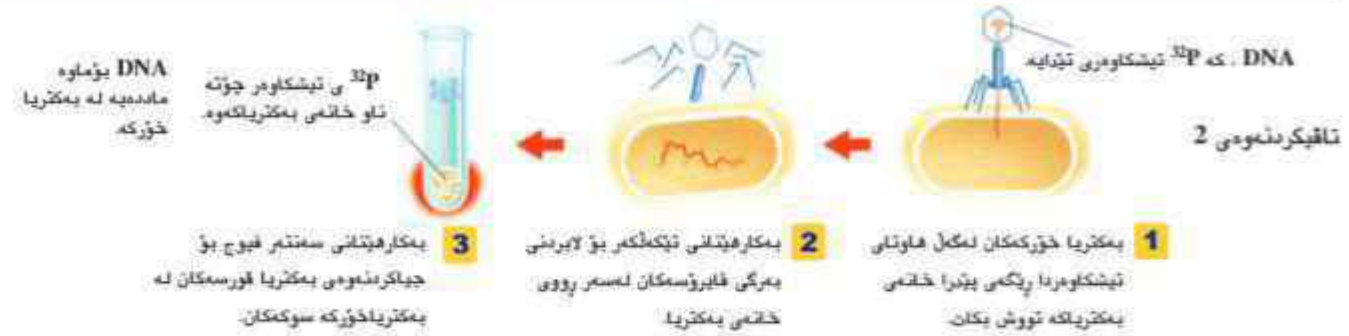 تاقیکردنەوەی 2
DNA ، کە ³²P تیشکاوەری تێدایە.
³²P ی تیشکاوەر چۆتە
ناو خانەی بەکتریاکەوە.
DNA بۆماوە
ماددەیە لە بەکتریا
خۆرکە.
1 بەکتریا خۆرکەکان لەگەڵ هاوتای
تیشکاوەردا ڕێگەی پێدرا خانەی
بەکتریاکە تووش بکات.
2 بەکارهێنانی تێکەڵکەر بۆ لابردنی
بەرگی ڤایرۆسەکان لەسەر ڕووی
خانەی بەکتریا.
3 بەکارهێنانی سەنتەر فیوج بۆ
جیاکردنەوەی بەکتریا قورسەکان لە
بەکتریاخۆرکە سوکەکان.